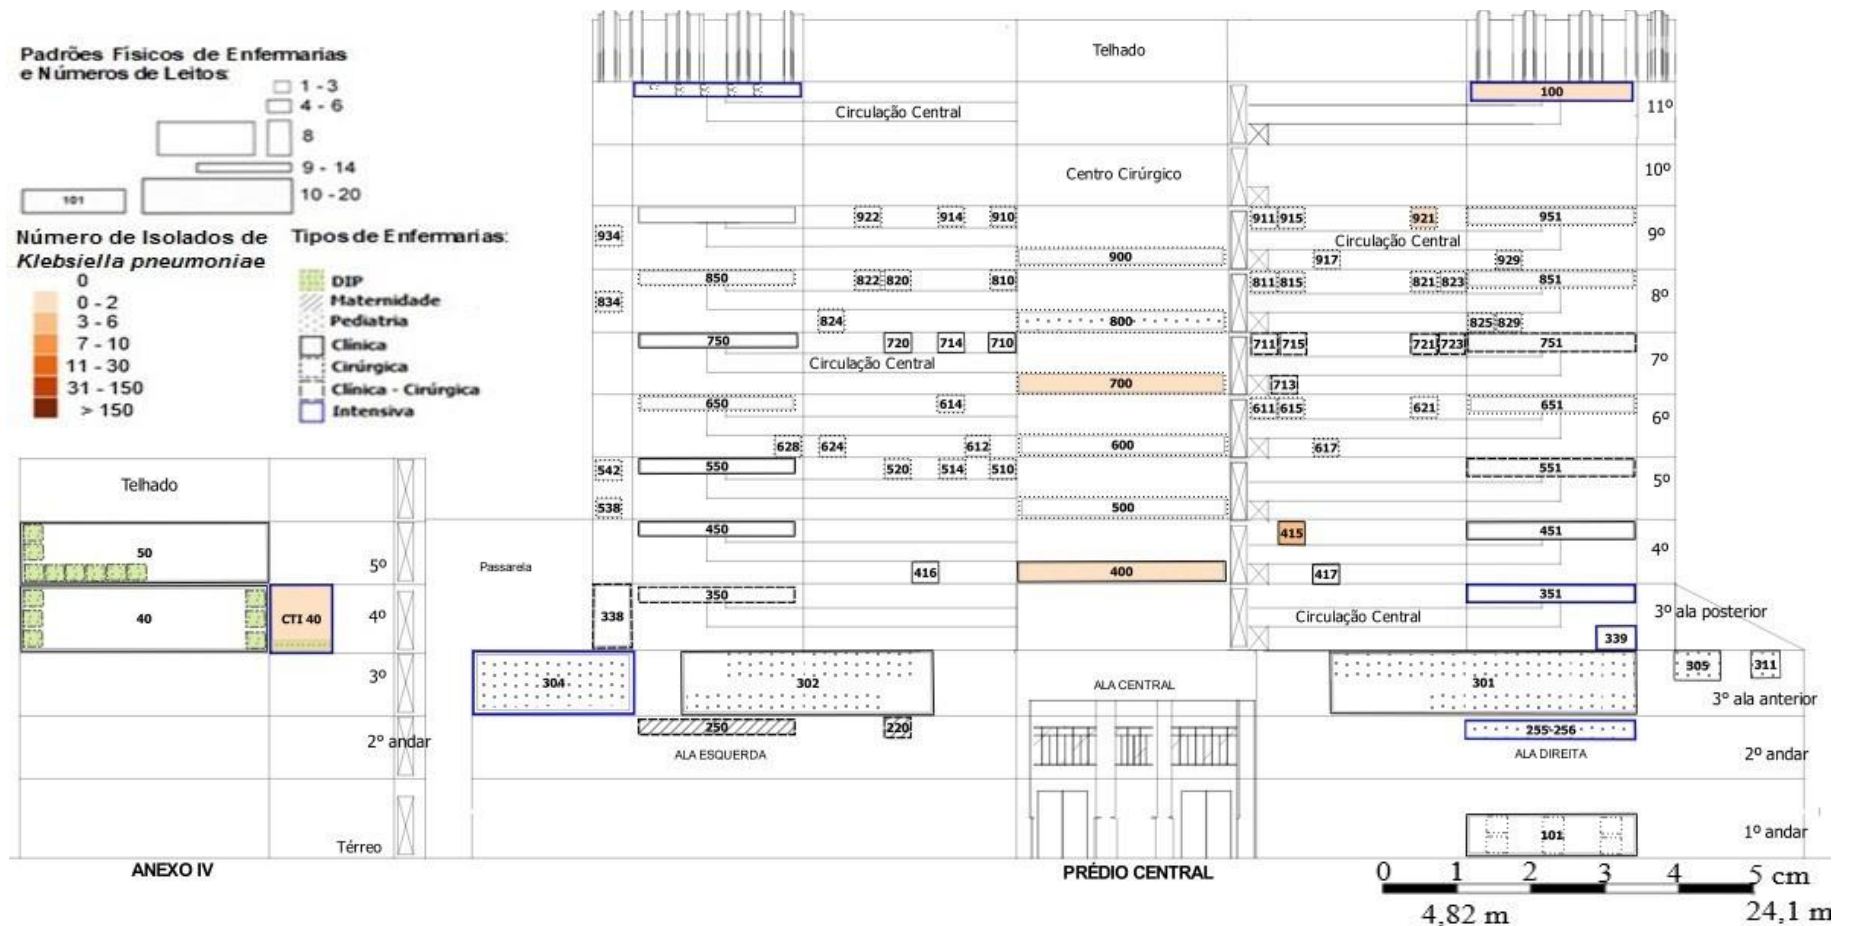 Padrões Físicos de Enfermarias
e Números de Leitos:
1 - 3
4 - 6
8
9 - 14
101
10 - 20
Número de Isolados de
Klebsiella pneumoniae
0
0 - 2
3 - 6
7 - 10
11 - 30
31 - 150
> 150
Tipos de Enfermarias:
DIP
Maternidade
Pediatria
Clínica
Cirúrgica
Clínica - Cirúrgica
Intensiva
Telhado
100
11º
Circulação Central
10º
Centro Cirúrgico
922 914 910 911 915 921 951
934 9º
Circulação Central
900 917 929
850 822 820 810 811 815 821 823 851
834 8º
824 800 825 829
750 720 714 710 711 715 721 723 751
Circulação Central 7º
700 713
650 614 611 615 621 651
6º
628 624 612 600 617
542 550 520 514 510 551
5º
538 500
450 415 451
4º
416 400 417
350 351
338 Circulação Central 3º ala posterior
339
304 302 ALA CENTRAL 301 305 311
3º ala anterior
250 220 255-256
ALA ESQUERDA ALA DIREITA 2º andar
101 1º andar
Telhado
50 5º
Passarela
40 CTI 40 4º
3º
2º andar
Térreo
ANEXO IV
PRÉDIO CENTRAL
0 1 2 3 4 5 cm
4,82 m 24,1 m